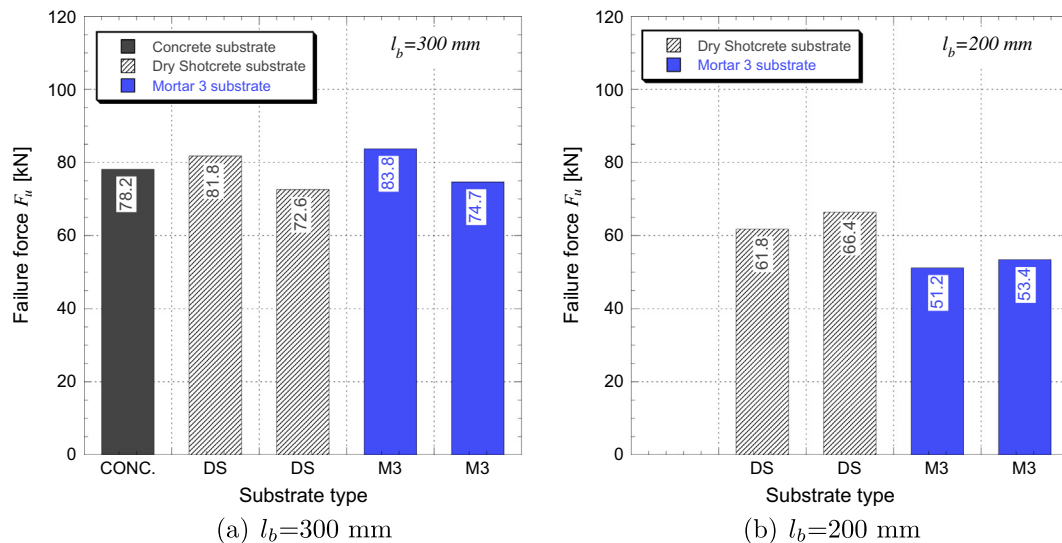 120
100
80
60
40
20
0
Failure force F_u [kN]
Concrete substrate
Dry Shotcrete substrate
Mortar 3 substrate
l_b=300 mm
78.2
81.8
72.6
83.8
74.7
CONC. DS DS M3 M3
Substrate type
(a) l_b=300 mm
120
100
80
60
40
20
0
Failure force F_u [kN]
Dry Shotcrete substrate
Mortar 3 substrate
l_b=200 mm
61.8
66.4
51.2
53.4
DS DS M3 M3
Substrate type
(b) l_b=200 mm